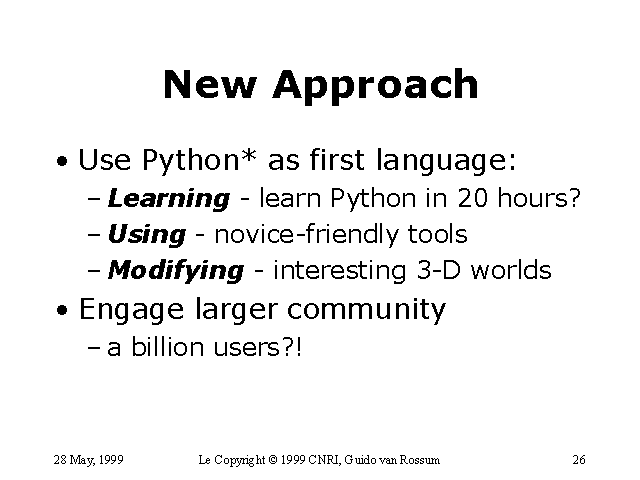 New Approach
• Use Python* as first language:
– Learning - learn Python in 20 hours?
– Using - novice-friendly tools
– Modifying - interesting 3-D worlds
• Engage larger community
– a billion users?!
28 May, 1999 Le Copyright © 1999 CNRI, Guido van Rossum 26